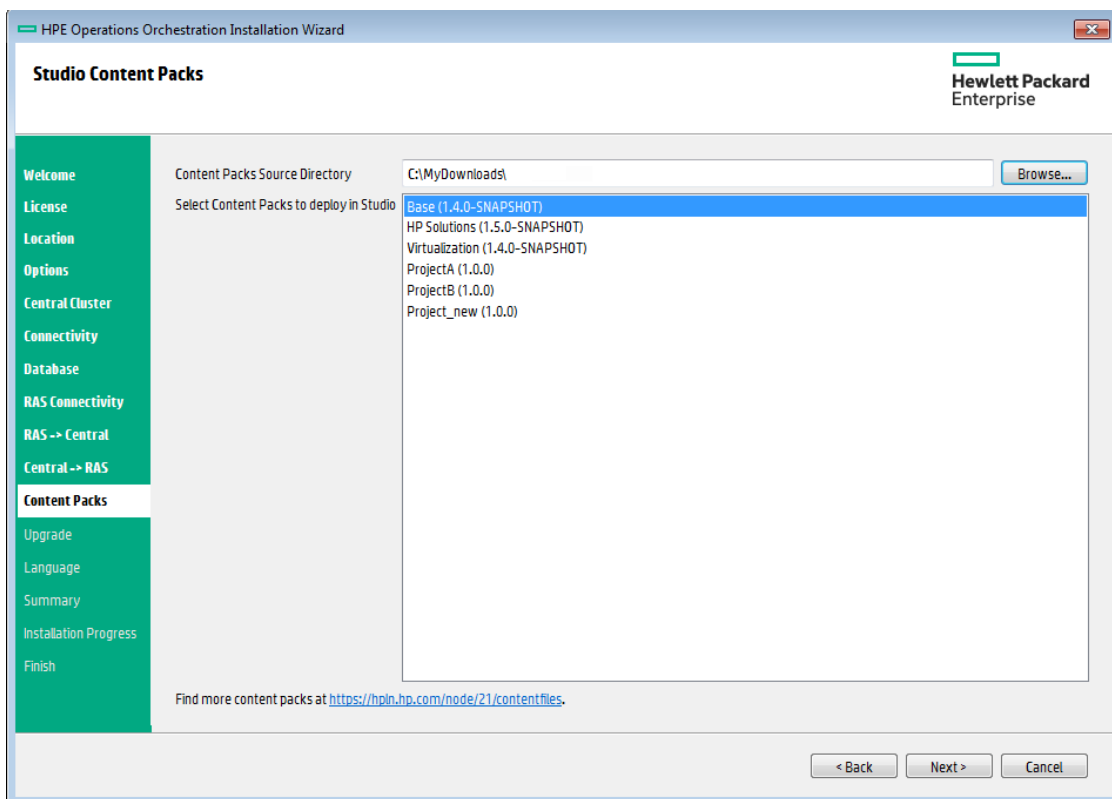 HPE Operations Orchestration Installation Wizard
Studio Content Packs
Hewlett Packard
Enterprise
Welcome
License
Location
Options
Central Cluster
Connectivity
Database
RAS Connectivity
RAS -> Central
Central -> RAS
Content Packs
Upgrade
Language
Summary
Installation Progress
Finish
Content Packs Source Directory
C:\MyDownloads\
Browse...
Select Content Packs to deploy in Studio
Base (1.4.0-SNAPSHOT)
HP Solutions (1.5.0-SNAPSHOT)
Virtualization (1.4.0-SNAPSHOT)
ProjectA (1.0.0)
ProjectB (1.0.0)
Project_new (1.0.0)
Find more content packs at https://hpln.hp.com/node/21/contentfiles.
< Back
Next >
Cancel